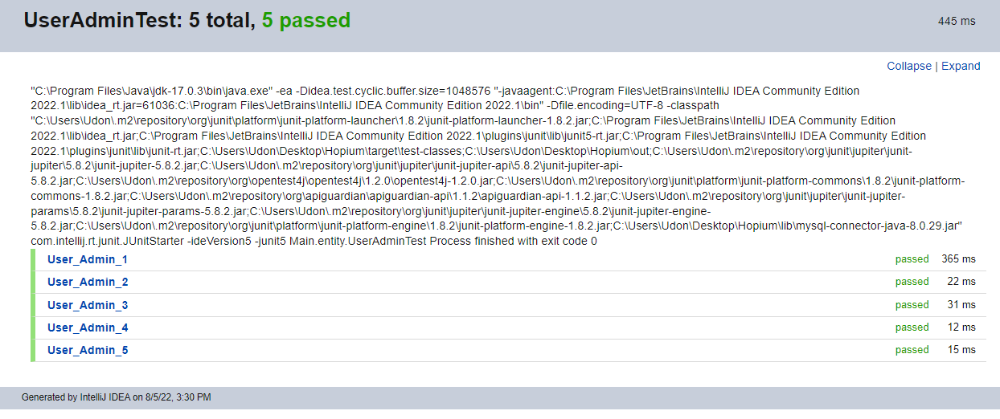 UserAdminTest: 5 total, 5 passed 445 ms
Collapse | Expand
"C:\Program Files\Java\jdk-17.0.3\bin\java.exe" -ea -Didea.test.cyclic.buffer.size=1048576 "-javaagent:C:\Program Files\JetBrains\IntelliJ IDEA Community Edition
2022.1\lib\idea_rt.jar=61036:C:\Program Files\JetBrains\IntelliJ IDEA Community Edition 2022.1\bin" -Dfile.encoding=UTF-8 -classpath
"C:\Users\Udon\.m2\repository\org\junit\platform\junit-platform-launcher\1.8.2\junit-platform-launcher-1.8.2.jar;C:\Program Files\JetBrains\IntelliJ IDEA Community Edition
2022.1\lib\idea_rt.jar;C:\Program Files\JetBrains\IntelliJ IDEA Community Edition 2022.1\plugins\junit\lib\junit5-rt.jar;C:\Program Files\JetBrains\IntelliJ IDEA Community Edition
2022.1\plugins\junit\lib\junit-rt.jar;C:\Users\Udon\Desktop\Hopium\target\test-classes;C:\Users\Udon\Desktop\Hopium\out;C:\Users\Udon\.m2\repository\org\junit\jupiter\junit-
jupiter\5.8.2\junit-jupiter-5.8.2.jar;C:\Users\Udon\.m2\repository\org\junit\jupiter\junit-jupiter-api\5.8.2\junit-jupiter-api-
5.8.2.jar;C:\Users\Udon\.m2\repository\org\opentest4j\opentest4j\1.2.0\opentest4j-1.2.0.jar;C:\Users\Udon\.m2\repository\org\junit\platform\junit-platform-commons\1.8.2\junit-platform-
commons-1.8.2.jar;C:\Users\Udon\.m2\repository\org\apiguardian\apiguardian-api\1.1.2\apiguardian-api-1.1.2.jar;C:\Users\Udon\.m2\repository\org\junit\jupiter\junit-jupiter-
params\5.8.2\junit-jupiter-params-5.8.2.jar;C:\Users\Udon\.m2\repository\org\junit\jupiter\junit-jupiter-engine\5.8.2\junit-jupiter-engine-
5.8.2.jar;C:\Users\Udon\.m2\repository\org\junit\platform\junit-platform-engine\1.8.2\junit-platform-engine-1.8.2.jar;C:\Users\Udon\Desktop\Hopium\lib\mysql-connector-java-8.0.29.jar"
com.intellij.rt.junit.JUnitStarter -ideVersion5 -junit5 Main.entity.UserAdminTest Process finished with exit code 0
User_Admin_1 passed 365 ms
User_Admin_2 passed 22 ms
User_Admin_3 passed 31 ms
User_Admin_4 passed 12 ms
User_Admin_5 passed 15 ms
Generated by IntelliJ IDEA on 8/5/22, 3:30 PM